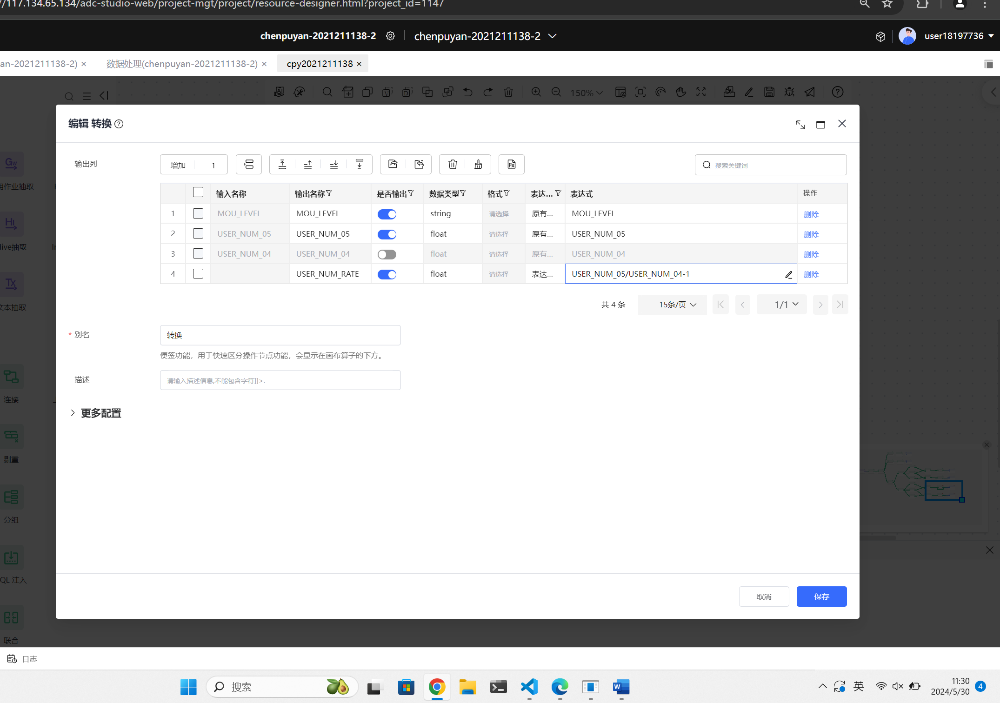 //117.134.65.134/adc-studio-web/project-mgt/project/resource-designer.html?project_id=1147
chenpuyan-2021211138-2
chenpuyan-2021211138-2
user18197736
an-2021211138-2) ×
数据处理(chenpuyan-2021211138-2) ×
cpy2021211138 ×
150%
编辑 转换
输出列
增加 1
搜索关键词
输入名称 输出名称 是否输出 数据类型 格式 表达... 表达式 操作
1 MOU_LEVEL MOU_LEVEL string 请选择 原有... MOU_LEVEL 删除
2 USER_NUM_05 USER_NUM_05 float 请选择 原有... USER_NUM_05 删除
3 USER_NUM_04 USER_NUM_04 float 请选择 原有... USER_NUM_04 删除
4 USER_NUM_RATE float 请选择 表达... USER_NUM_05/USER_NUM_04-1 删除
共 4 条 15条/页 1/1
* 别名
转换
便签功能，用于快速区分操作节点功能，会显示在画布算子的下方。
描述
请输入描述信息,不能包含字符]]>.
更多配置
取消 保存
用作业抽取
live抽取
文本抽取
连接
剔重
分组
QL 注入
联合
日志
搜索
英
11:30
2024/5/30
4